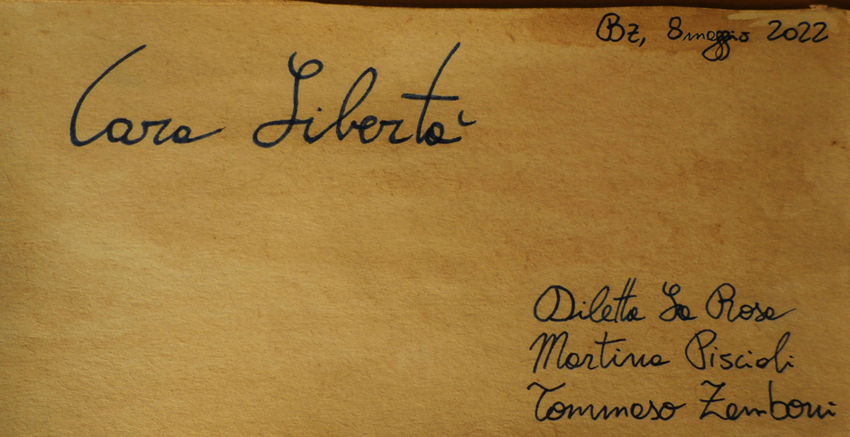 Bz, 8 maggio 2022
Cara Libertà
Diletta La Rosa
Martina Piscioli
Tommaso Zamboni